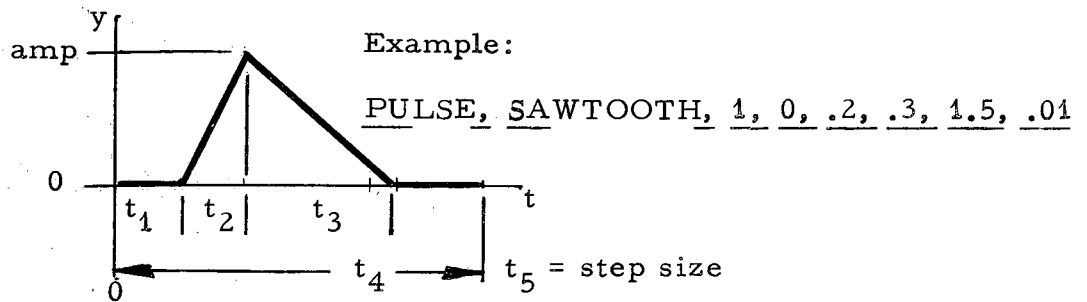 y
amp
Example:
PULSE, SAWTOOTH, 1, 0, .2, .3, 1.5, .01
0
t
t₁
t₂
t₃
t₄
t₅ = step size
0